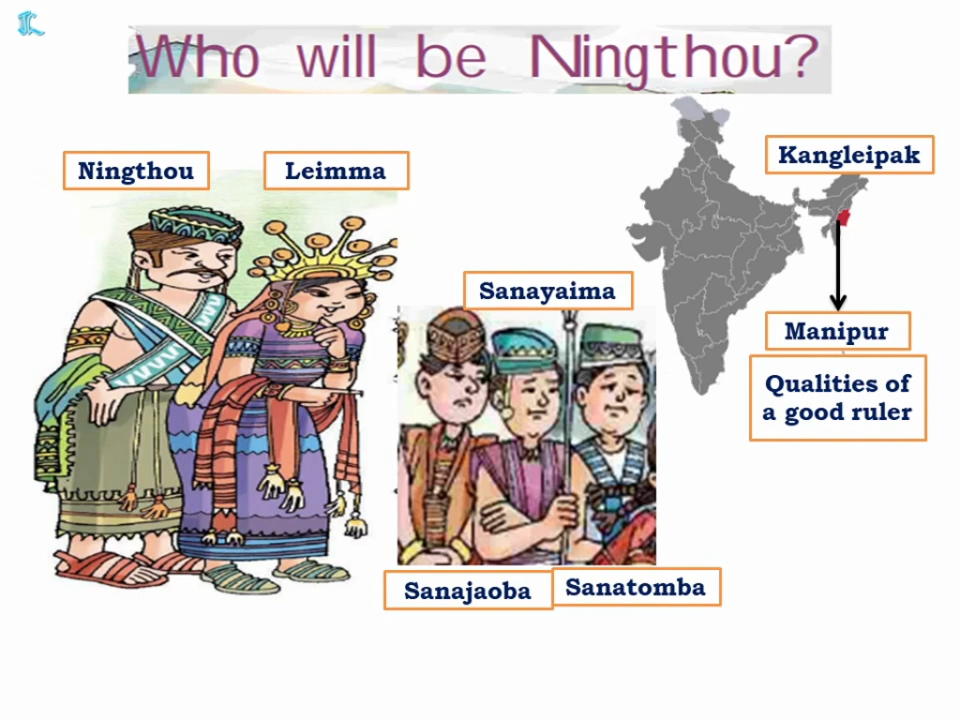 Who will be Ningthou?
Ningthou
Leimma
Kangleipak
Sanayaima
Manipur
Qualities of
a good ruler
Sanajaoba
Sanatomba